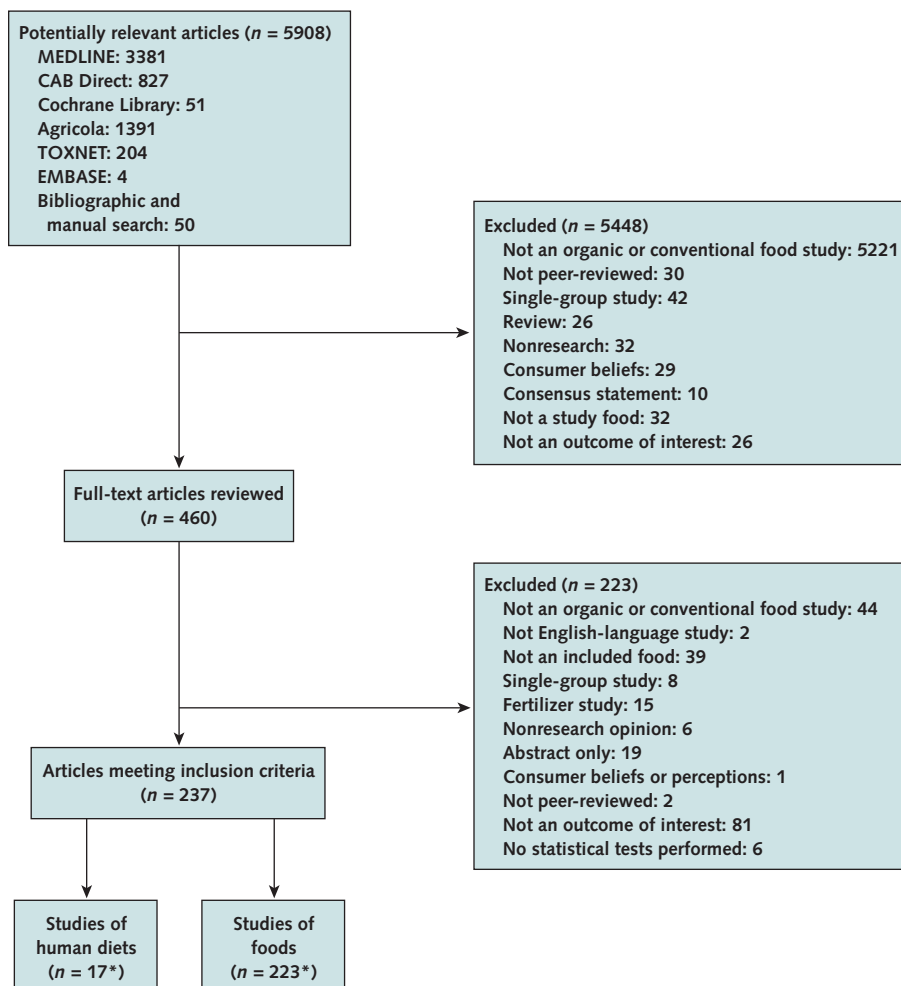 Potentially relevant articles (n = 5908)
MEDLINE: 3381
CAB Direct: 827
Cochrane Library: 51
Agricola: 1391
TOXNET: 204
EMBASE: 4
Bibliographic and
manual search: 50
Excluded (n = 5448)
Not an organic or conventional food study: 5221
Not peer-reviewed: 30
Single-group study: 42
Review: 26
Nonresearch: 32
Consumer beliefs: 29
Consensus statement: 10
Not a study food: 32
Not an outcome of interest: 26
Full-text articles reviewed
(n = 460)
Excluded (n = 223)
Not an organic or conventional food study: 44
Not English-language study: 2
Not an included food: 39
Single-group study: 8
Fertilizer study: 15
Nonresearch opinion: 6
Abstract only: 19
Consumer beliefs or perceptions: 1
Not peer-reviewed: 2
Not an outcome of interest: 81
No statistical tests performed: 6
Articles meeting inclusion criteria
(n = 237)
Studies of
human diets
(n = 17*)
Studies of
foods
(n = 223*)